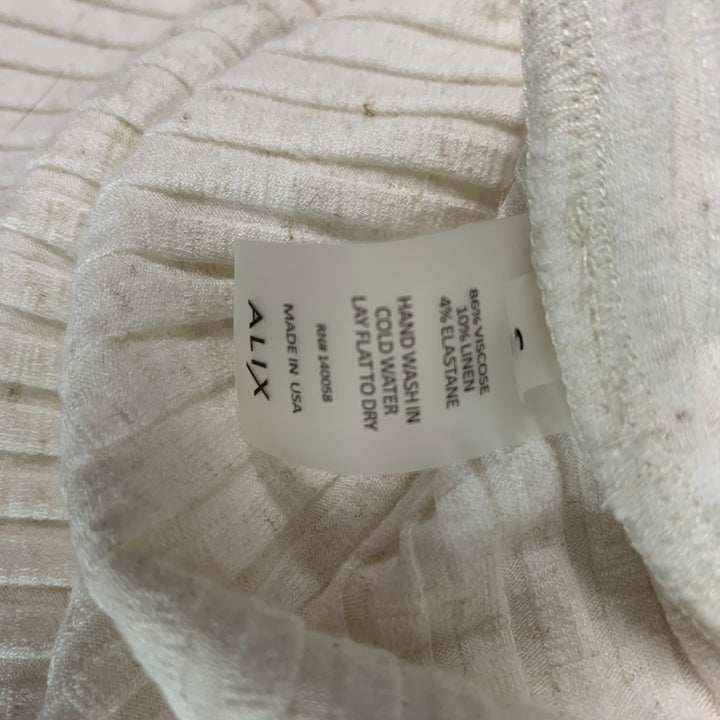 86% VISCOSE
10% LINEN
4% ELASTANE
HAND WASH IN
COLD WATER
LAY FLAT TO DRY
RN# 140058
MADE IN USA
ALIX